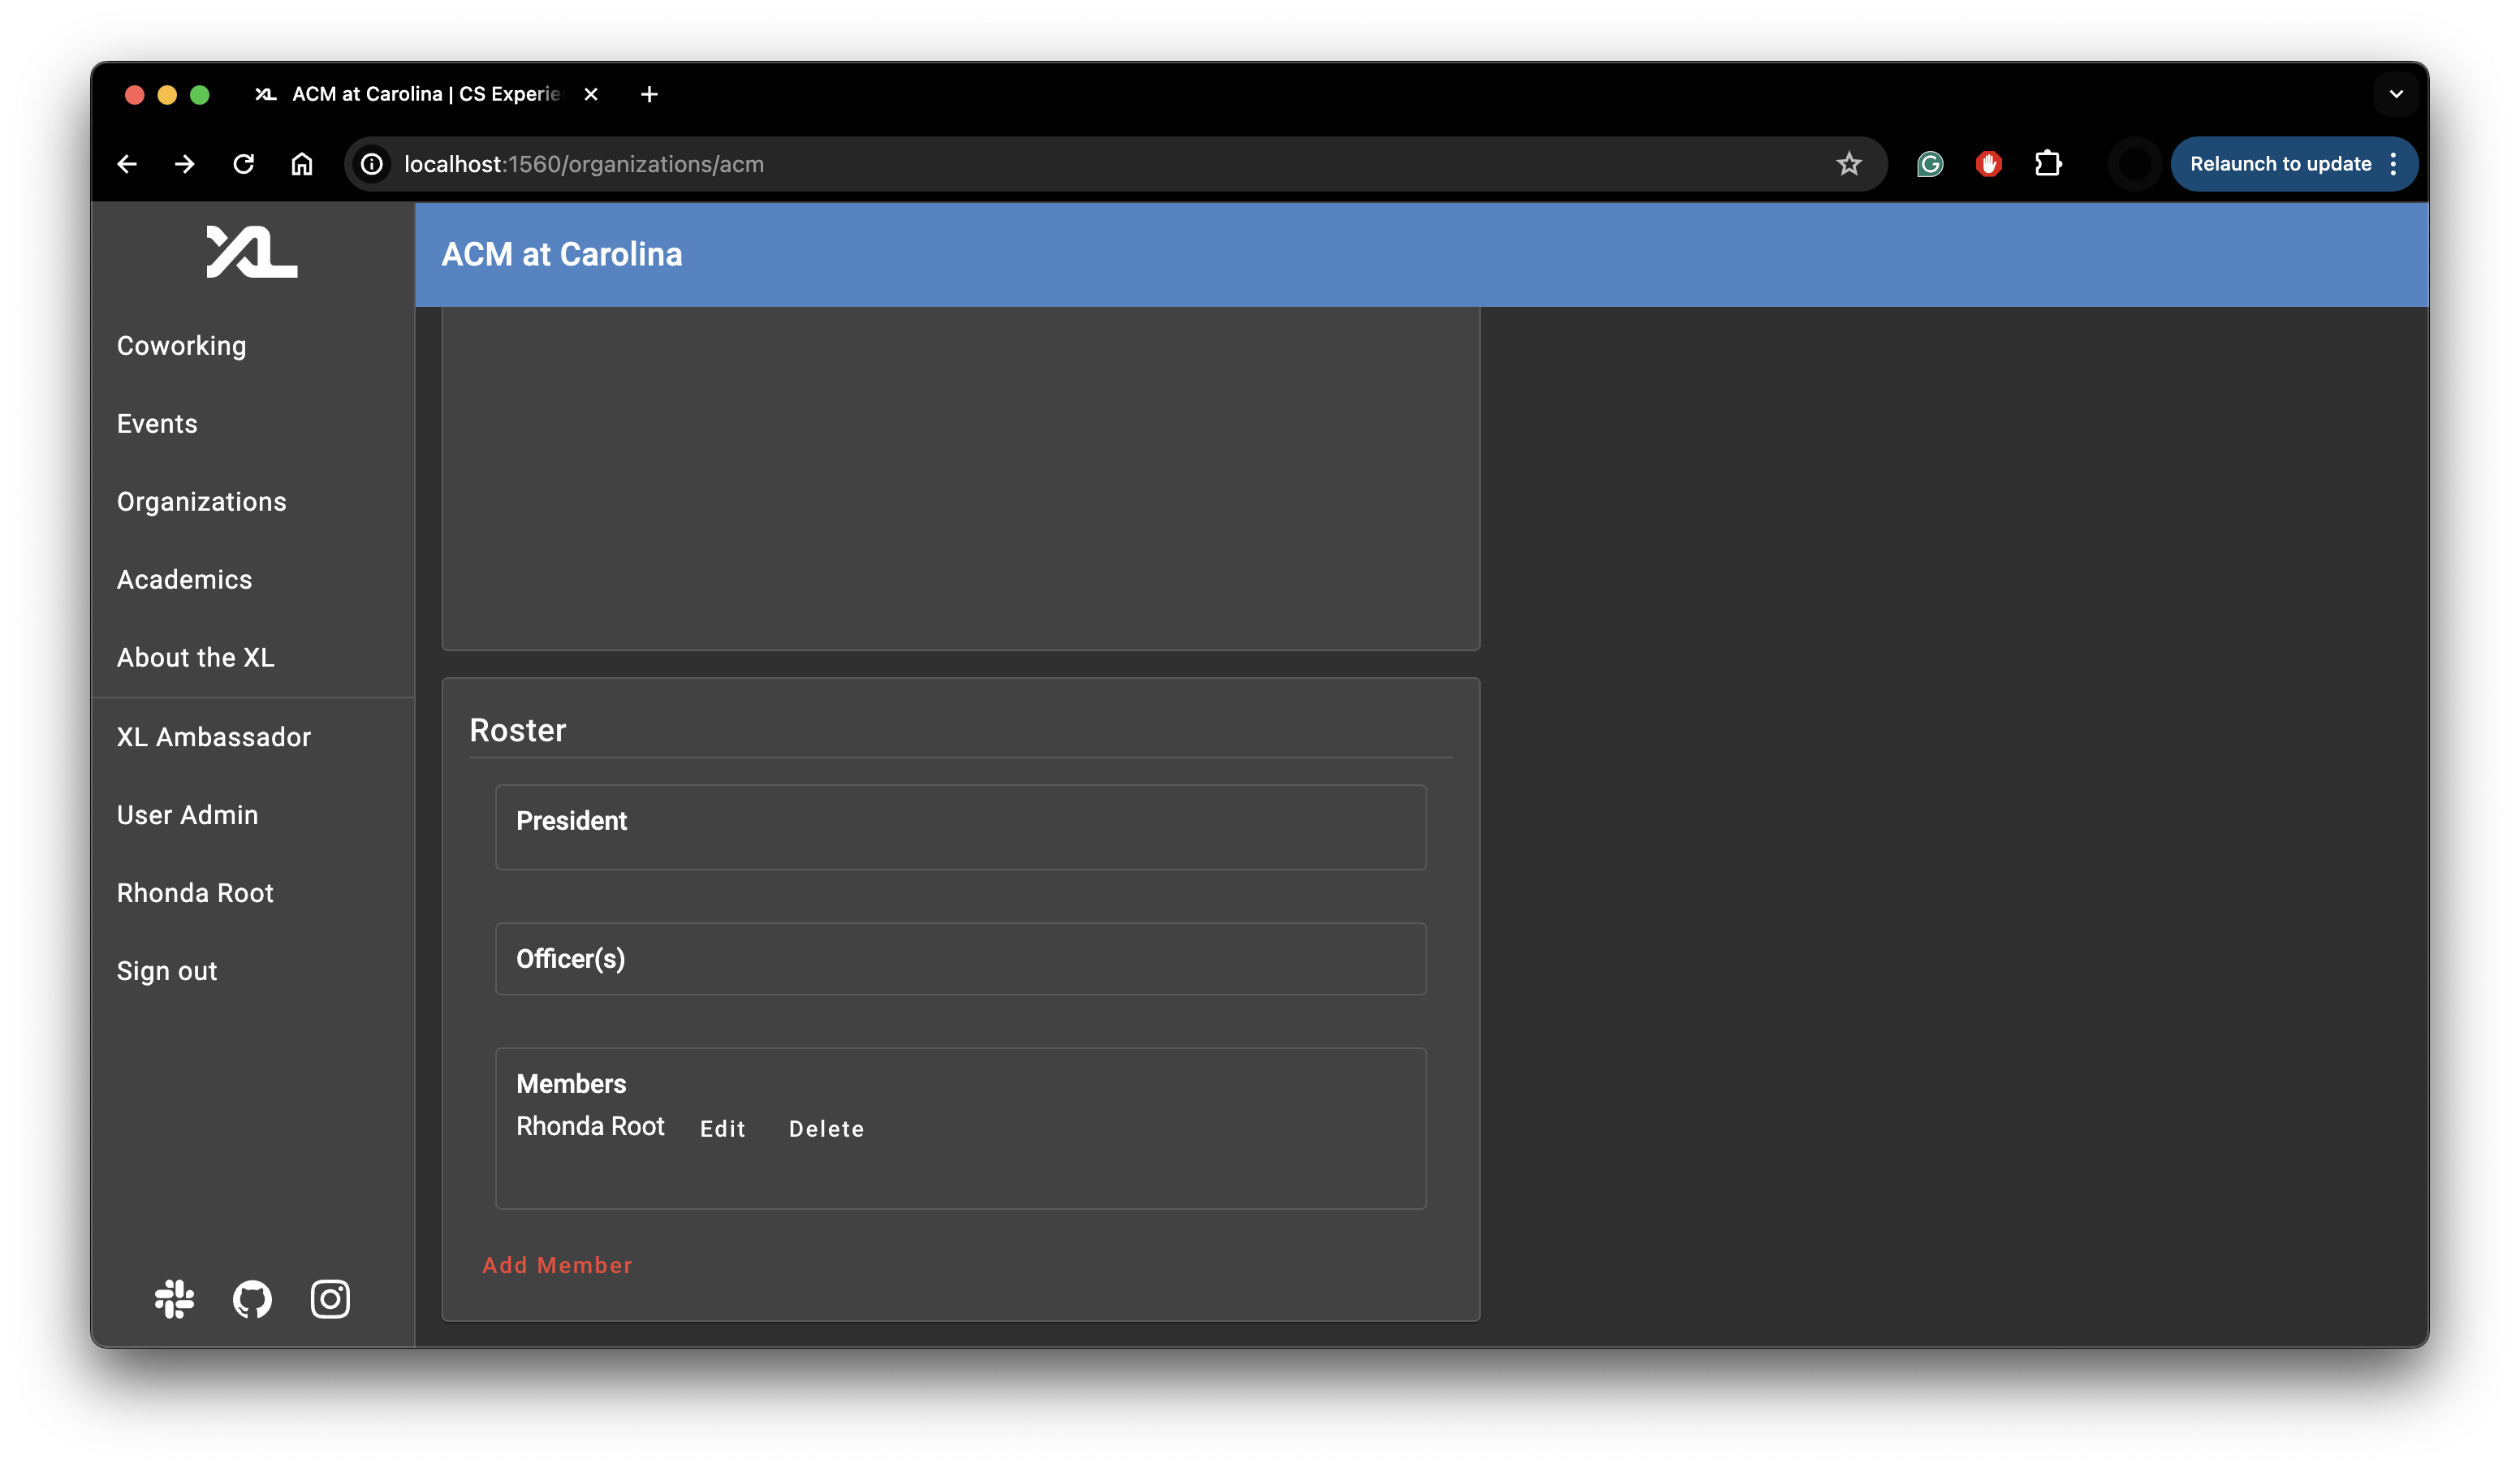 ACM at Carolina | CS Experie
localhost:1560/organizations/acm
Relaunch to update
XL
ACM at Carolina
Coworking
Events
Organizations
Academics
About the XL
XL Ambassador
User Admin
Rhonda Root
Sign out
Roster
President
Officer(s)
Members
Rhonda Root Edit Delete
Add Member